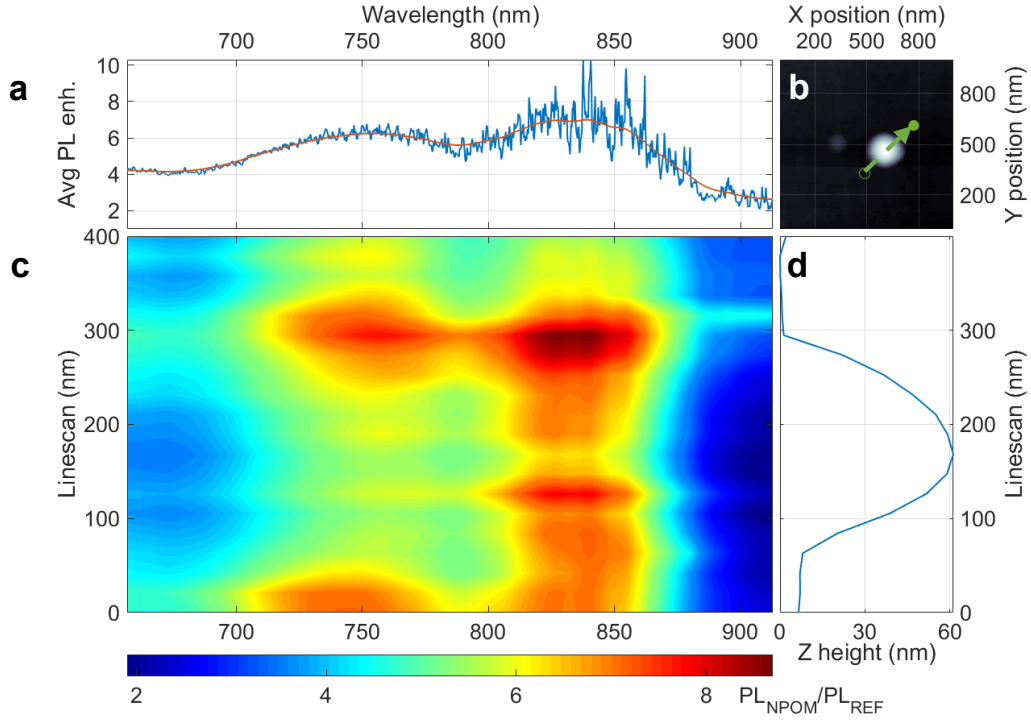 Wavelength (nm)
X position (nm)
700 750 800 850 900
200 500 800
a
Avg PL enh.
10
8
6
4
2
b
800
500
200
Y position (nm)
c
Linescan (nm)
400
300
200
100
0
700 750 800 850 900
d
300
200
100
0
Linescan (nm)
0 30 60
Z height (nm)
2 4 6 8 PL_NPOM/PL_REF